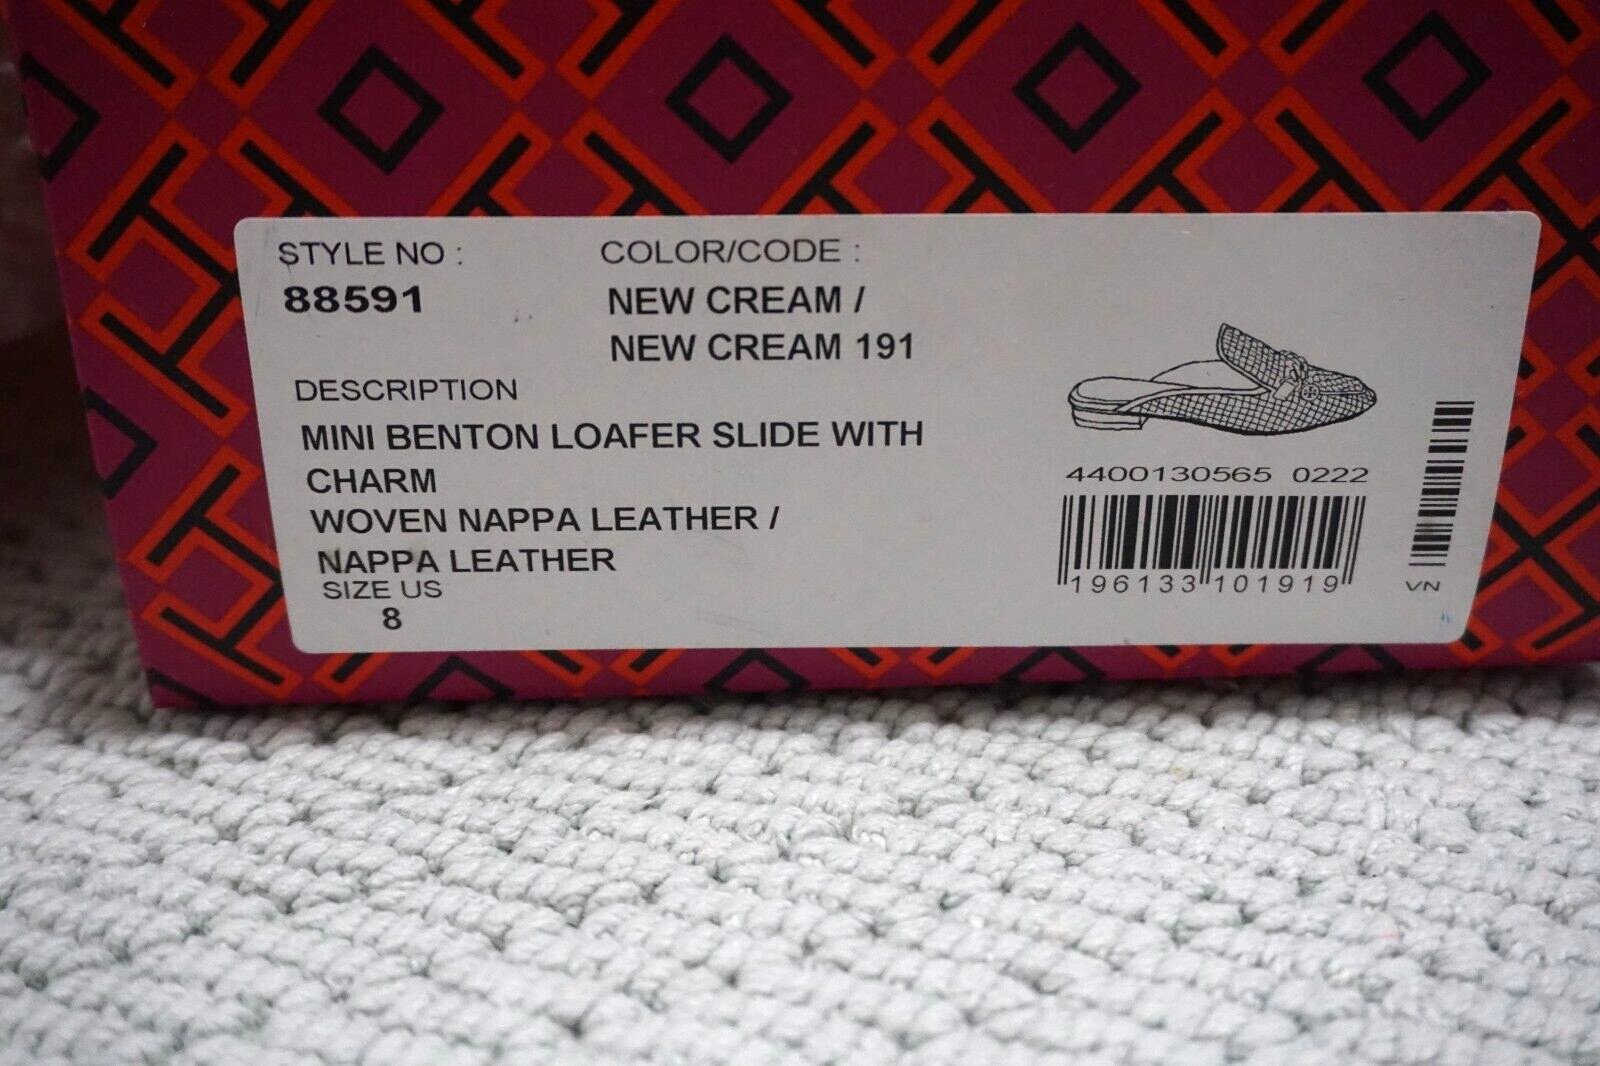 STYLE NO :
88591
COLOR/CODE :
NEW CREAM /
NEW CREAM 191
DESCRIPTION
MINI BENTON LOAFER SLIDE WITH
CHARM
WOVEN NAPPA LEATHER /
NAPPA LEATHER
SIZE US
8
4400130565 0222
196133 101919
VN